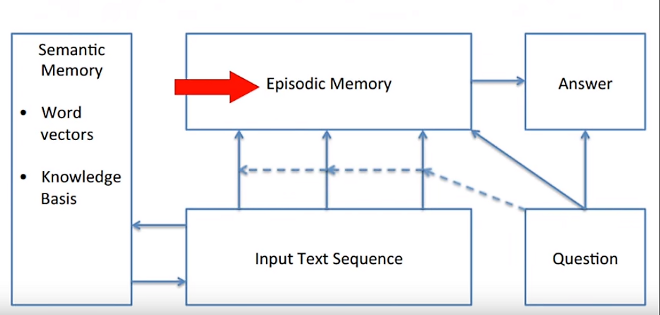 Semantic
Memory
• Word
vectors
• Knowledge
Basis
Episodic Memory
Answer
Input Text Sequence
Question